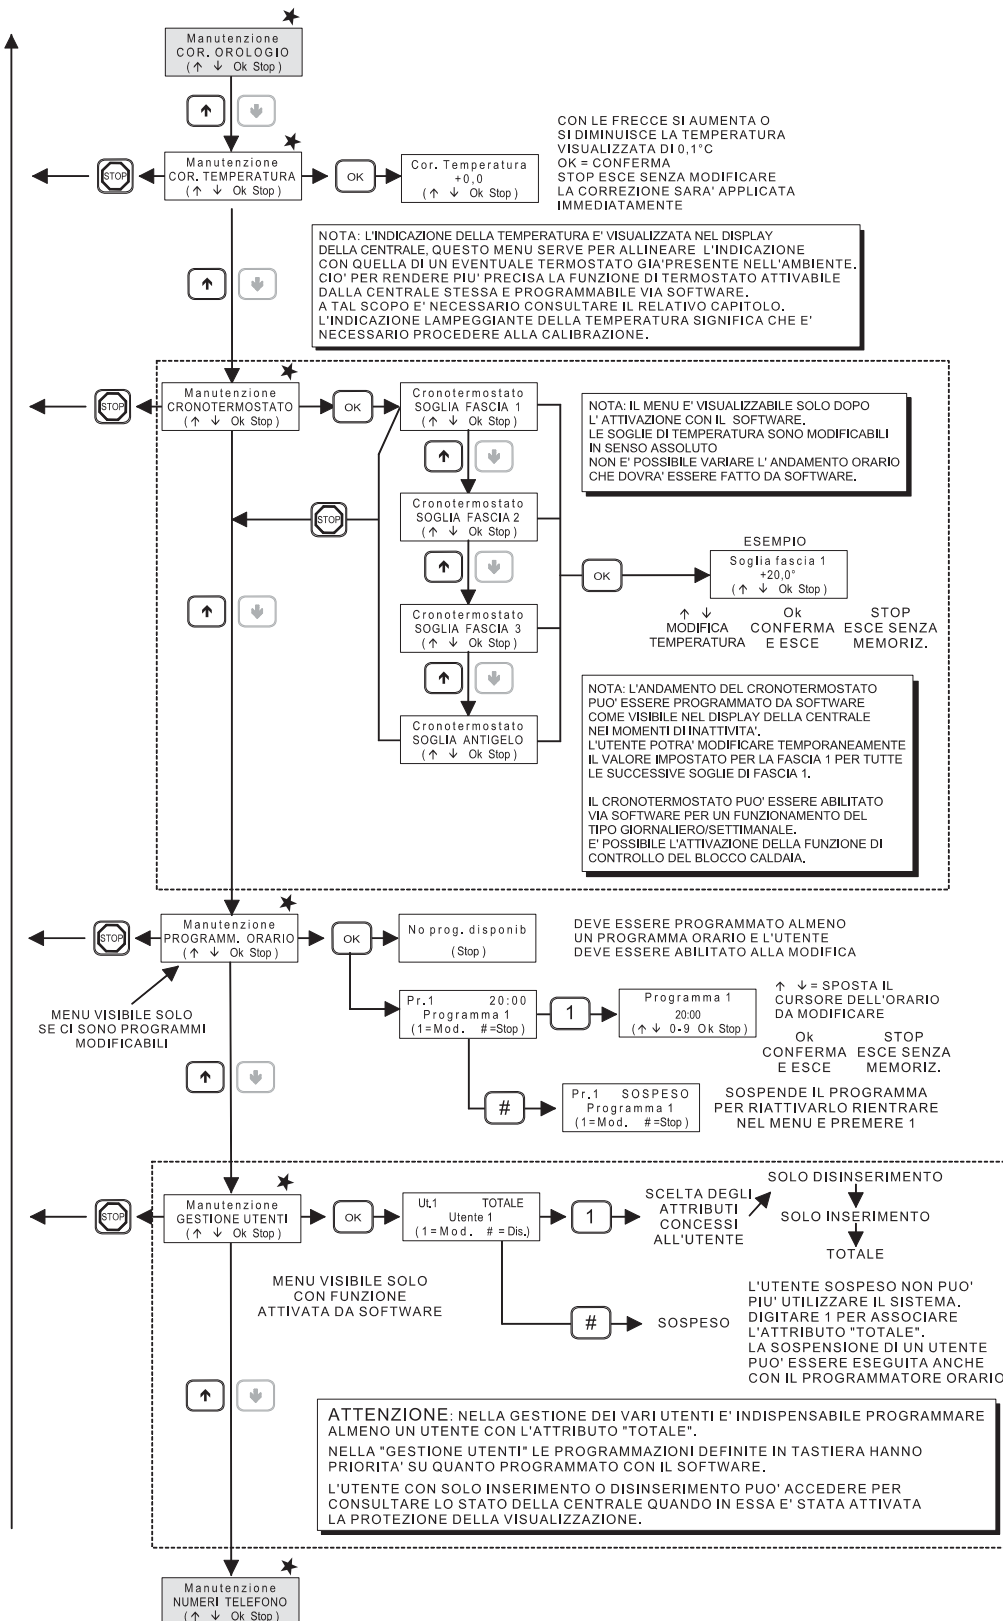 Manutenzione
COR. OROLOGIO
(↑ ↓ Ok Stop)
Manutenzione
COR. TEMPERATURA
(↑ ↓ Ok Stop)
STOP
OK
Cor. Temperatura
+0,0
(↑ ↓ Ok Stop)
CON LE FRECCE SI AUMENTA O
SI DIMINUISCE LA TEMPERATURA
VISUALIZZATA DI 0,1°C
OK = CONFERMA
STOP ESCE SENZA MODIFICARE
LA CORREZIONE SARA' APPLICATA
IMMEDIATAMENTE
NOTA: L'INDICAZIONE DELLA TEMPERATURA E' VISUALIZZATA NEL DISPLAY
DELLA CENTRALE, QUESTO MENU SERVE PER ALLINEARE L'INDICAZIONE
CON QUELLA DI UN EVENTUALE TERMOSTATO GIA'PRESENTE NELL'AMBIENTE.
CIO' PER RENDERE PIU' PRECISA LA FUNZIONE DI TERMOSTATO ATTIVABILE
DALLA CENTRALE STESSA E PROGRAMMABILE VIA SOFTWARE.
A TAL SCOPO E' NECESSARIO CONSULTARE IL RELATIVO CAPITOLO.
L'INDICAZIONE LAMPEGGIANTE DELLA TEMPERATURA SIGNIFICA CHE E'
NECESSARIO PROCEDERE ALLA CALIBRAZIONE.
STOP
Manutenzione
CRONOTERMOSTATO
(↑ ↓ Ok Stop)
OK
Cronotermostato
SOGLIA FASCIA 1
(↑ ↓ Ok Stop)
NOTA: IL MENU E' VISUALIZZABILE SOLO DOPO
L' ATTIVAZIONE CON IL SOFTWARE.
LE SOGLIE DI TEMPERATURA SONO MODIFICABILI
IN SENSO ASSOLUTO
NON E' POSSIBILE VARIARE L' ANDAMENTO ORARIO
CHE DOVRA' ESSERE FATTO DA SOFTWARE.
STOP
Cronotermostato
SOGLIA FASCIA 2
(↑ ↓ Ok Stop)
OK
ESEMPIO
Soglia fascia 1
+20,0°
(↑ ↓ Ok Stop)
↑ ↓
MODIFICA
TEMPERATURA
Ok
CONFERMA
E ESCE
STOP
ESCE SENZA
MEMORIZ.
Cronotermostato
SOGLIA FASCIA 3
(↑ ↓ Ok Stop)
Cronotermostato
SOGLIA ANTIGELO
(↑ ↓ Ok Stop)
NOTA: L'ANDAMENTO DEL CRONOTERMOSTATO
PUO' ESSERE PROGRAMMATO DA SOFTWARE
COME VISIBILE NEL DISPLAY DELLA CENTRALE
NEI MOMENTI DI INATTIVITA'.
L'UTENTE POTRA' MODIFICARE TEMPORANEAMENTE
IL VALORE IMPOSTATO PER LA FASCIA 1 PER TUTTE
LE SUCCESSIVE SOGLIE DI FASCIA 1.
IL CRONOTERMOSTATO PUO' ESSERE ABILITATO
VIA SOFTWARE PER UN FUNZIONAMENTO DEL
TIPO GIORNALIERO/SETTIMANALE.
E' POSSIBILE L'ATTIVAZIONE DELLA FUNZIONE DI
CONTROLLO DEL BLOCCO CALDAIA.
STOP
Manutenzione
PROGRAMM. ORARIO
(↑ ↓ Ok Stop)
OK
No prog. disponib
(Stop)
DEVE ESSERE PROGRAMMATO ALMENO
UN PROGRAMMA ORARIO E L'UTENTE
DEVE ESSERE ABILITATO ALLA MODIFICA
MENU VISIBILE SOLO
SE CI SONO PROGRAMMI
MODIFICABILI
Pr.1 20:00
Programma 1
(1=Mod. #=Stop)
1
Programma 1
20:00
(↑ ↓ 0-9 Ok Stop)
↑ ↓ = SPOSTA IL
CURSORE DELL'ORARIO
DA MODIFICARE
Ok
CONFERMA
E ESCE
STOP
ESCE SENZA
MEMORIZ.
#
Pr.1 SOSPESO
Programma 1
(1=Mod. #=Stop)
SOSPENDE IL PROGRAMMA
PER RIATTIVARLO RIENTRARE
NEL MENU E PREMERE 1
STOP
Manutenzione
GESTIONE UTENTI
(↑ ↓ Ok Stop)
OK
Ut.1 TOTALE
Utente 1
(1=Mod. # = Dis.)
1
SCELTA DEGLI
ATTRIBUTI
CONCESSI
ALL'UTENTE
SOLO DISINSERIMENTO
SOLO INSERIMENTO
TOTALE
MENU VISIBILE SOLO
CON FUNZIONE
ATTIVATA DA SOFTWARE
#
SOSPESO
L'UTENTE SOSPESO NON PUO'
PIU' UTILIZZARE IL SISTEMA.
DIGITARE 1 PER ASSOCIARE
L'ATTRIBUTO "TOTALE".
LA SOSPENSIONE DI UN UTENTE
PUO' ESSERE ESEGUITA ANCHE
CON IL PROGRAMMATORE ORARIO
ATTENZIONE: NELLA GESTIONE DEI VARI UTENTI E' INDISPENSABILE PROGRAMMARE
ALMENO UN UTENTE CON L'ATTRIBUTO "TOTALE".
NELLA "GESTIONE UTENTI" LE PROGRAMMAZIONI DEFINITE IN TASTIERA HANNO
PRIORITA' SU QUANTO PROGRAMMATO CON IL SOFTWARE.
L'UTENTE CON SOLO INSERIMENTO O DISINSERIMENTO PUO' ACCEDERE PER
CONSULTARE LO STATO DELLA CENTRALE QUANDO IN ESSA E' STATA ATTIVATA
LA PROTEZIONE DELLA VISUALIZZAZIONE.
Manutenzione
NUMERI TELEFONO
(↑ ↓ Ok Stop)